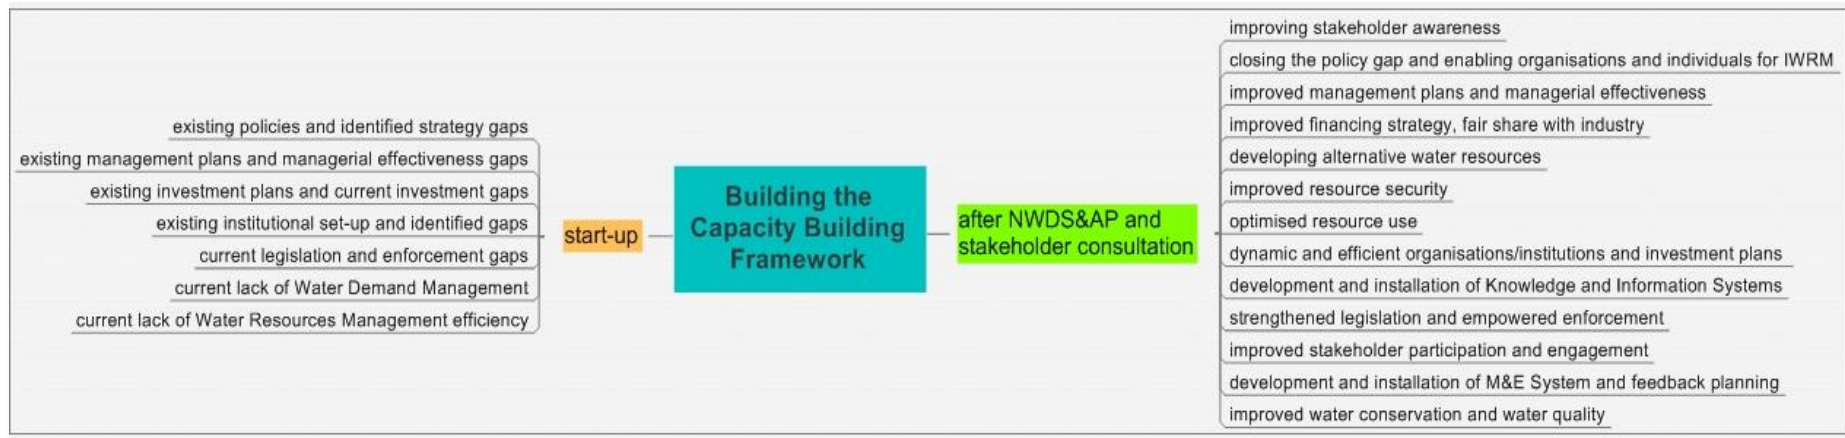 existing policies and identified strategy gaps
existing management plans and managerial effectiveness gaps
existing investment plans and current investment gaps
existing institutional set-up and identified gaps
current legislation and enforcement gaps
current lack of Water Demand Management
current lack of Water Resources Management efficiency
start-up
Building the
Capacity Building
Framework
after NWDS&AP and
stakeholder consultation
improving stakeholder awareness
closing the policy gap and enabling organisations and individuals for IWRM
improved management plans and managerial effectiveness
improved financing strategy, fair share with industry
developing alternative water resources
improved resource security
optimised resource use
dynamic and efficient organisations/institutions and investment plans
development and installation of Knowledge and Information Systems
strengthened legislation and empowered enforcement
improved stakeholder participation and engagement
development and installation of M&E System and feedback planning
improved water conservation and water quality